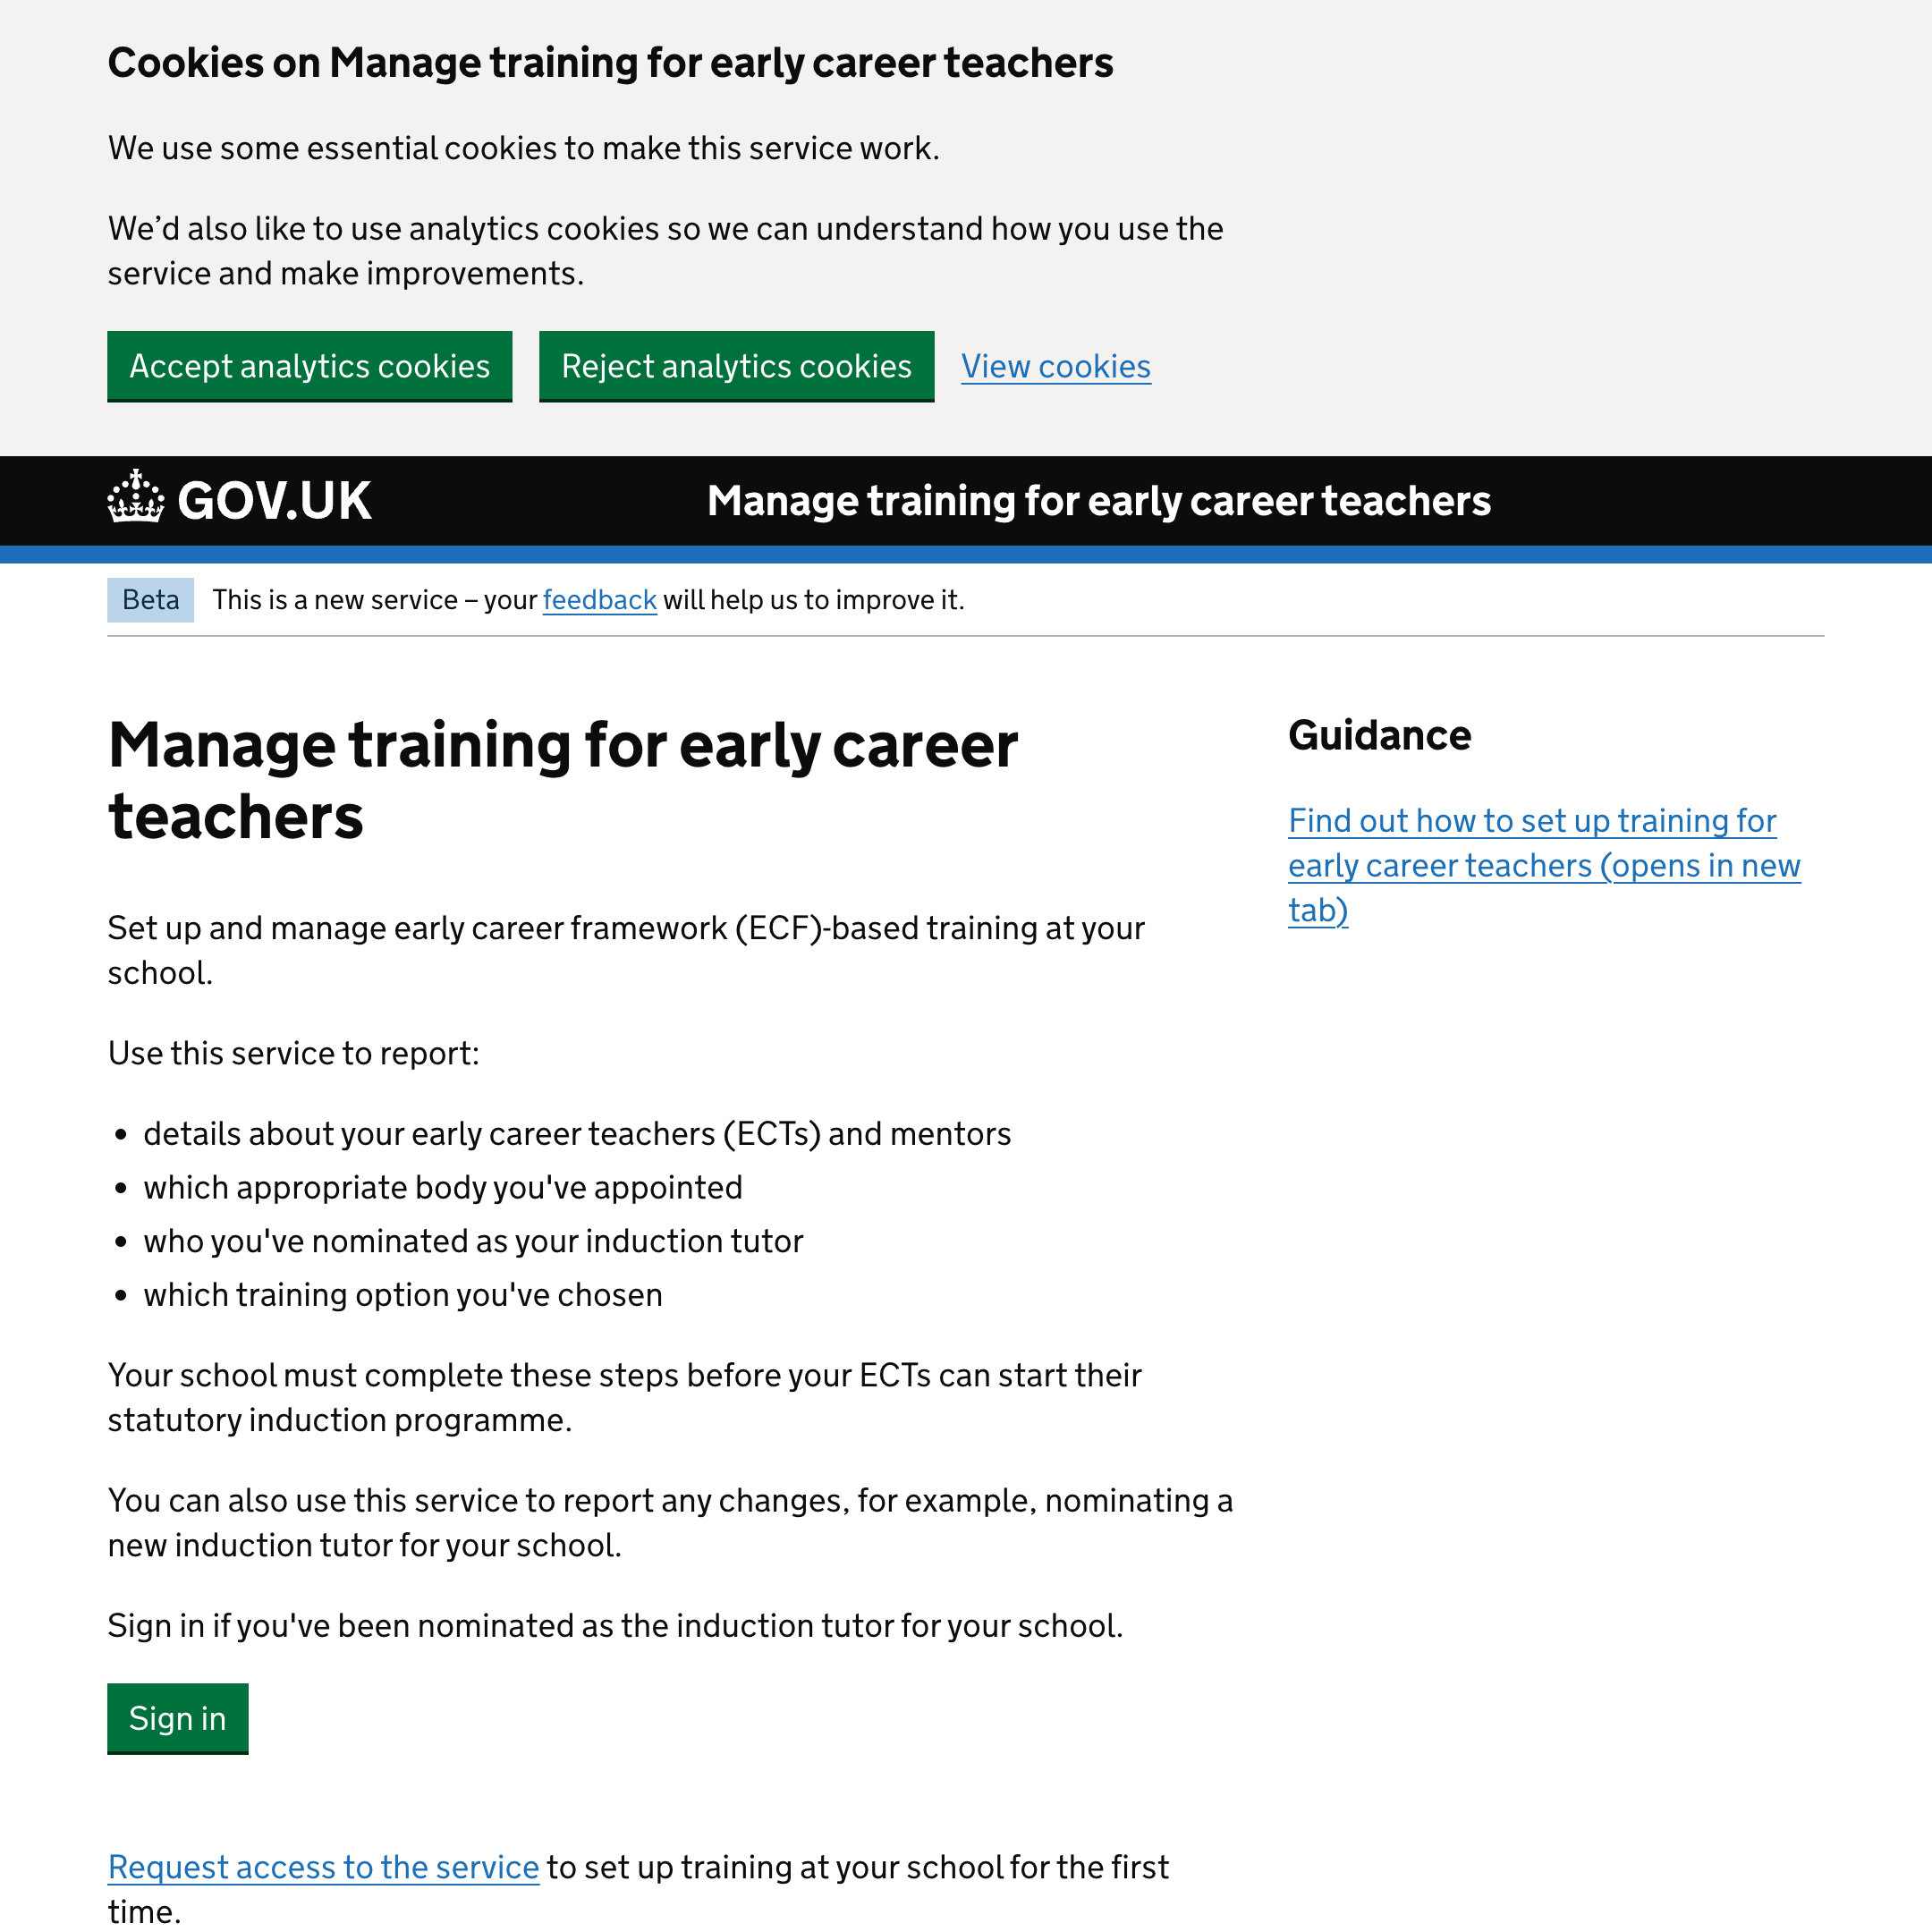 Cookies on Manage training for early career teachers
We use some essential cookies to make this service work.
We’d also like to use analytics cookies so we can understand how you use the
service and make improvements.
Accept analytics cookies
Reject analytics cookies
View cookies
GOV.UK
Manage training for early career teachers
Beta
This is a new service – your feedback will help us to improve it.
Manage training for early career
teachers
Set up and manage early career framework (ECF)-based training at your
school.
Use this service to report:
• details about your early career teachers (ECTs) and mentors
• which appropriate body you've appointed
• who you've nominated as your induction tutor
• which training option you've chosen
Your school must complete these steps before your ECTs can start their
statutory induction programme.
You can also use this service to report any changes, for example, nominating a
new induction tutor for your school.
Sign in if you've been nominated as the induction tutor for your school.
Sign in
Request access to the service to set up training at your school for the first
time.
Guidance
Find out how to set up training for
early career teachers (opens in new
tab)